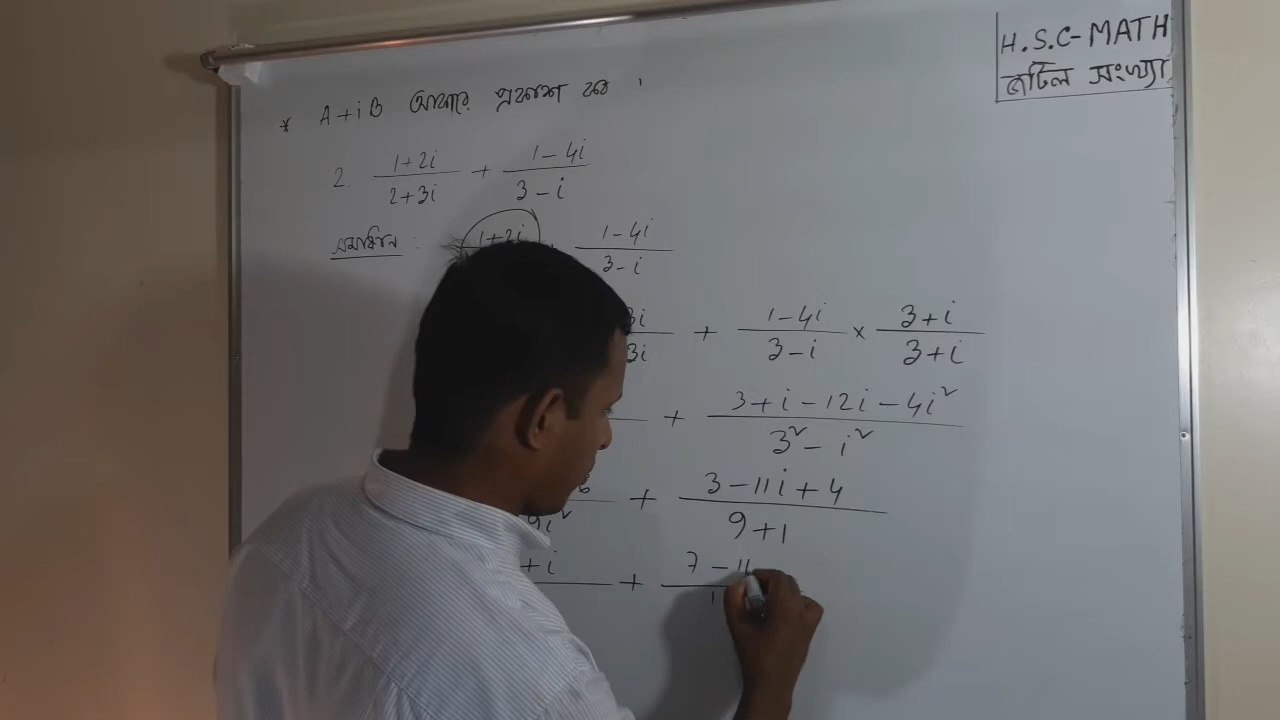 H.S.C-MATH
জটিল সংখ্যা
* A+iB আকারে প্রকাশ কর ।
2. (1+2i)/(2+3i) + (1-4i)/(3-i)
সমাধান : 1+2i (1-4i)/(3-i)
3i/3i + (1-4i)/(3-i) × (3+i)/(3+i)
+ (3+i-12i-4i²)/(3²-i²)
9i² + (3-11i+4)/(9+1)
+i + 7-11